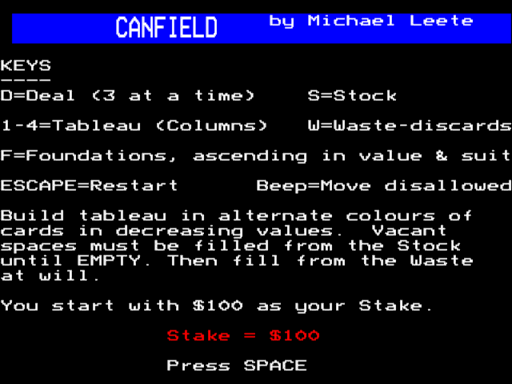 CANFIELD by Michael Leete
KEYS
----
D=Deal (3 at a time) S=Stock
1-4=Tableau (Columns) W=Waste-discards
F=Foundations, ascending in value & suit
ESCAPE=Restart Beep=Move disallowed
Build tableau in alternate colours of
cards in decreasing values. Vacant
spaces must be filled from the Stock
until EMPTY. Then fill from the Waste
at will.
You start with $100 as your Stake.
Stake = $100
Press SPACE